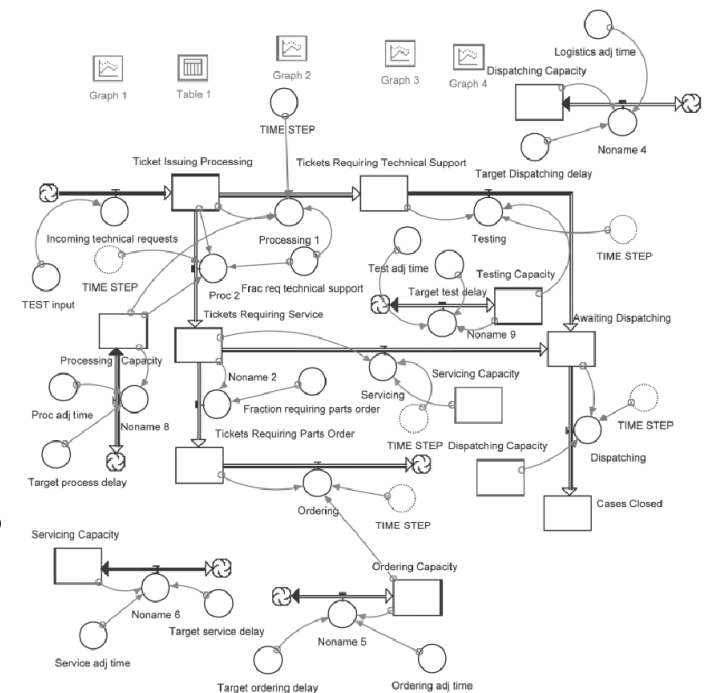 Logistics adj time
Graph 1
Table 1
Graph 2
Graph 3
Graph 4
Dispatching Capacity
TIME STEP
Noname 4
Ticket Issuing Processing
Tickets Requiring Technical Support
Target Dispatching delay
Incoming technical requests
Processing 1
Testing
TIME STEP
TEST input
TIME STEP
Proc 2
Frac req technical support
Test adj time
Testing Capacity
Target test delay
Tickets Requiring Service
Noname 9
Awaiting Dispatching
Processing Capacity
Noname 2
Servicing
Servicing Capacity
Proc adj time
Noname 8
Fraction requiring parts order
TIME STEP
Tickets Requiring Parts Order
TIME STEP
Dispatching Capacity
Dispatching
Target process delay
Ordering
TIME STEP
Cases Closed
Servicing Capacity
Ordering Capacity
Noname 6
Target service delay
Noname 5
Service adj time
Target ordering delay
Ordering adj time